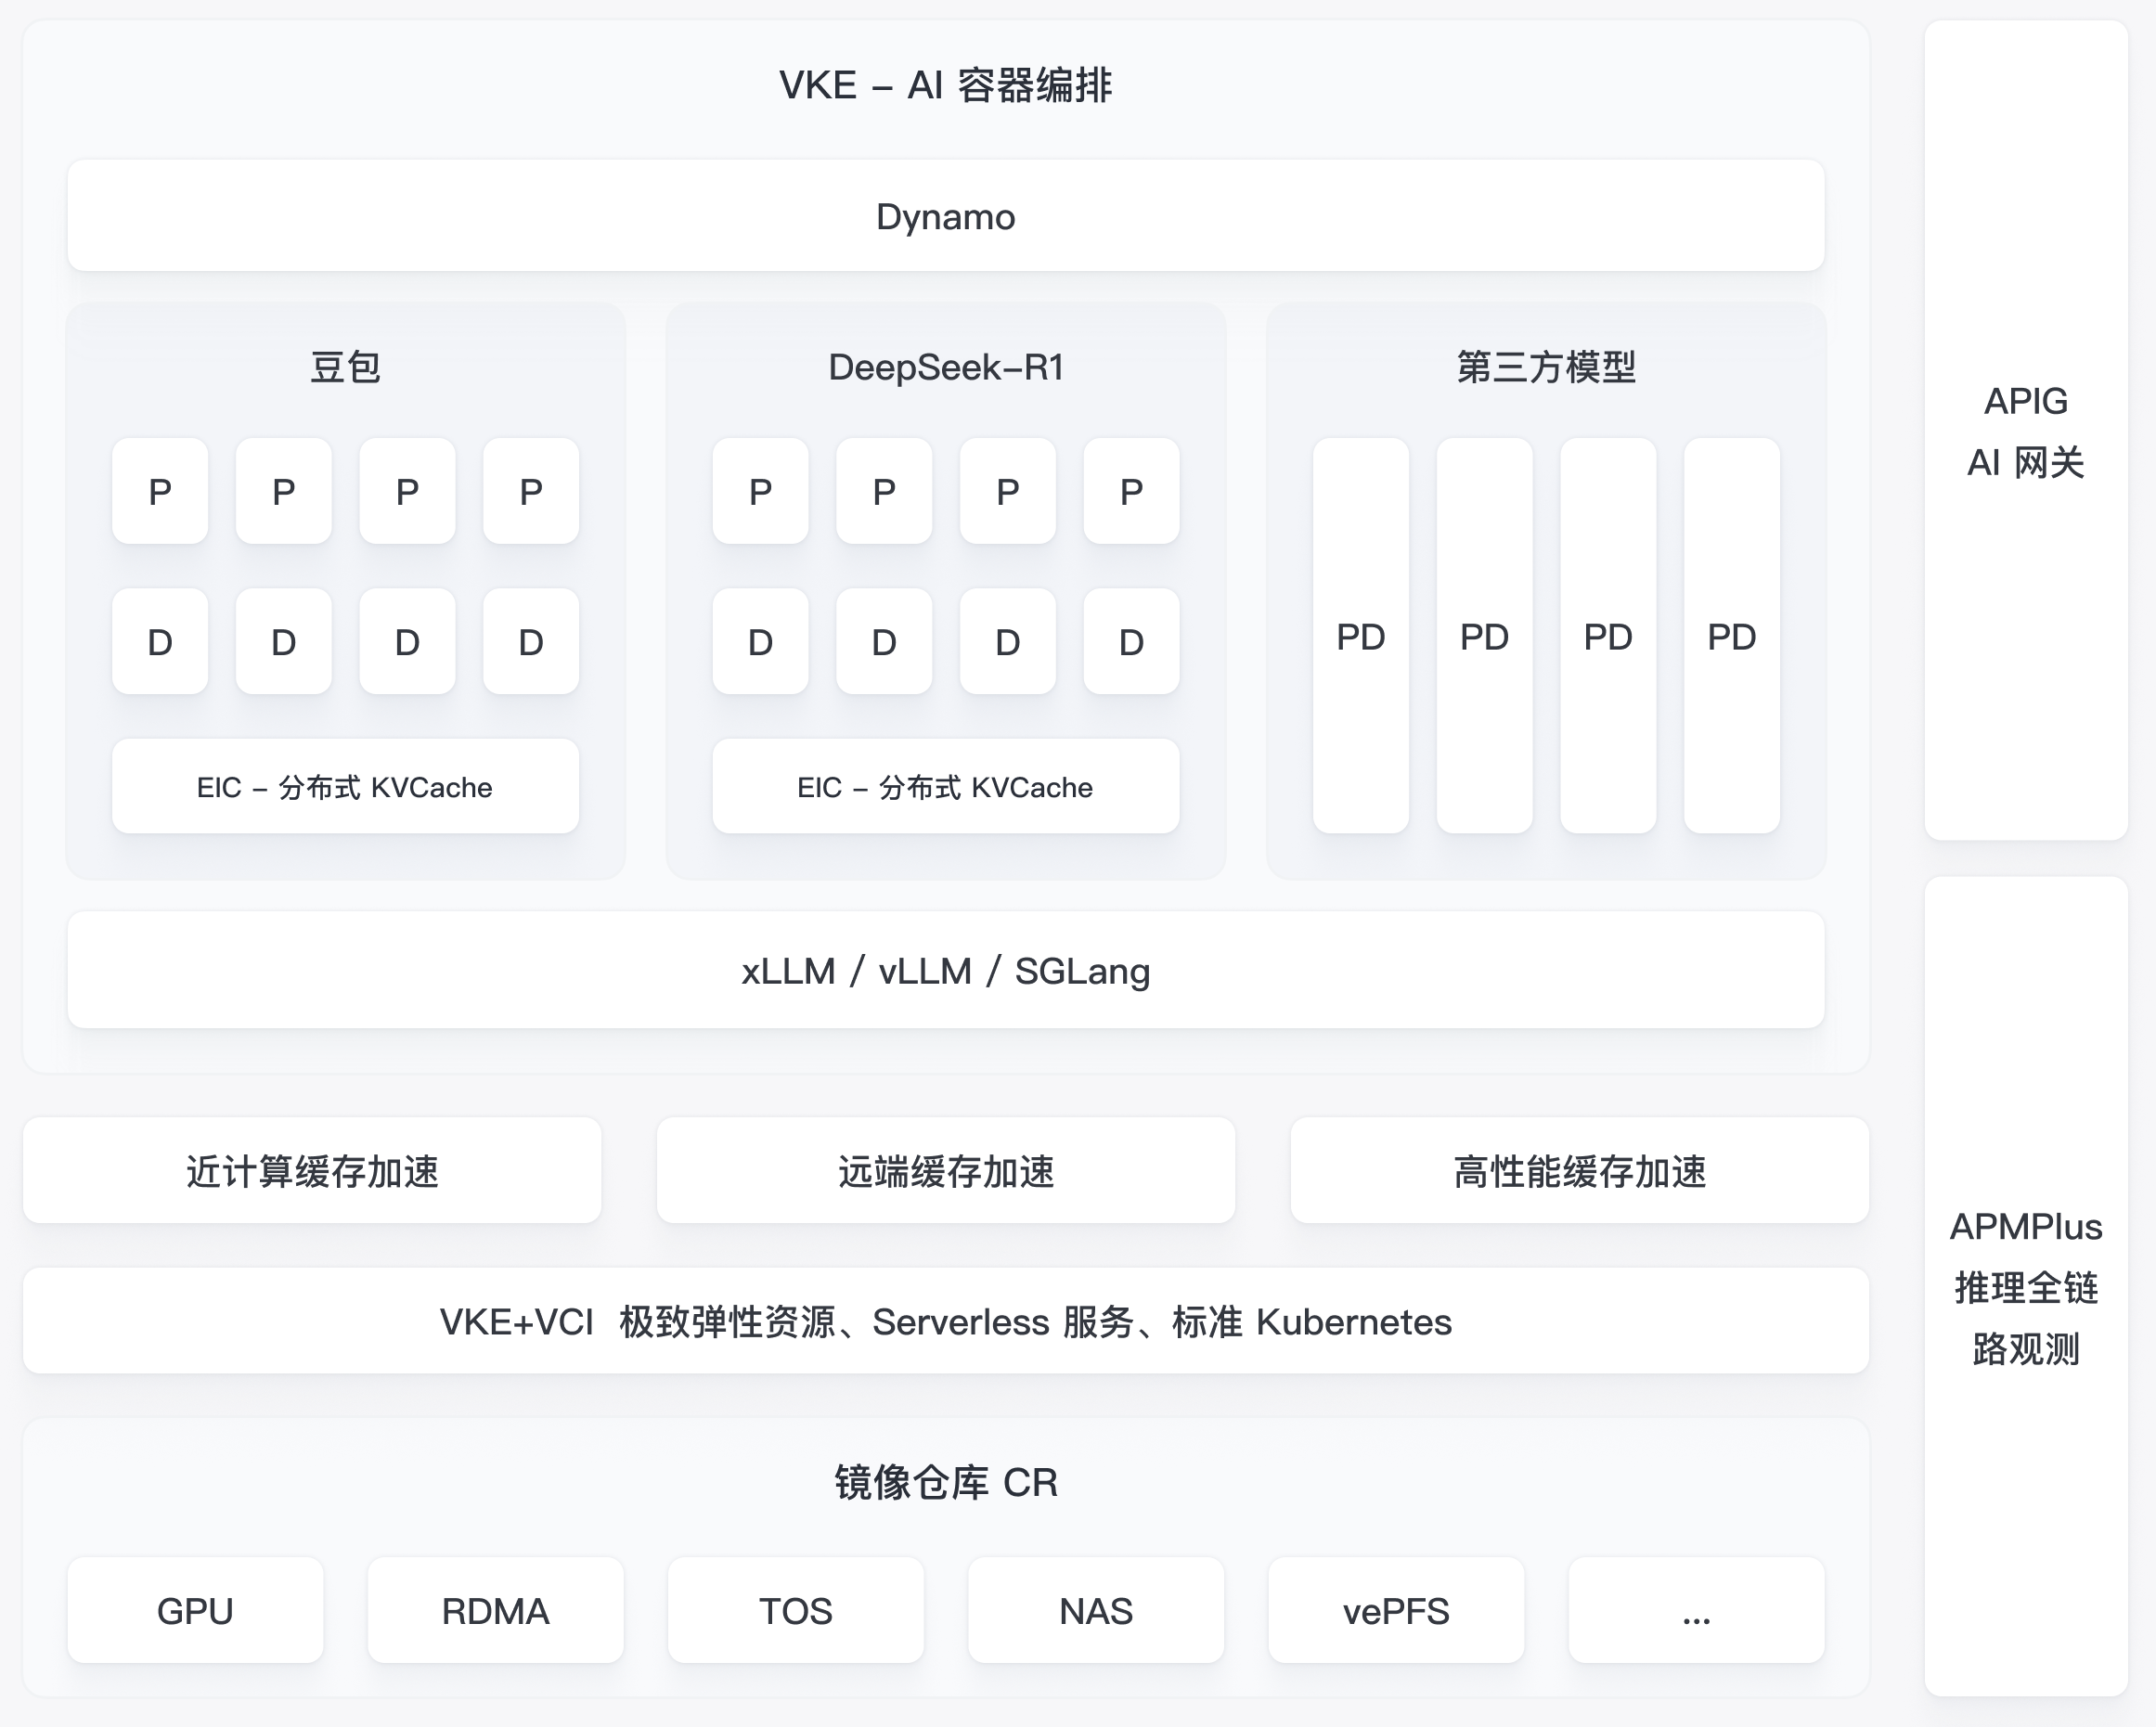 VKE – AI 容器编排
Dynamo
豆包
P P P P
D D D D
EIC – 分布式 KVCache
DeepSeek–R1
P P P P
D D D D
EIC – 分布式 KVCache
第三方模型
PD PD PD PD
xLLM / vLLM / SGLang
近计算缓存加速
远端缓存加速
高性能缓存加速
VKE+VCI 极致弹性资源、Serverless 服务、标准 Kubernetes
镜像仓库 CR
GPU
RDMA
TOS
NAS
vePFS
...
APIG
AI 网关
APMPlus
推理全链
路观测